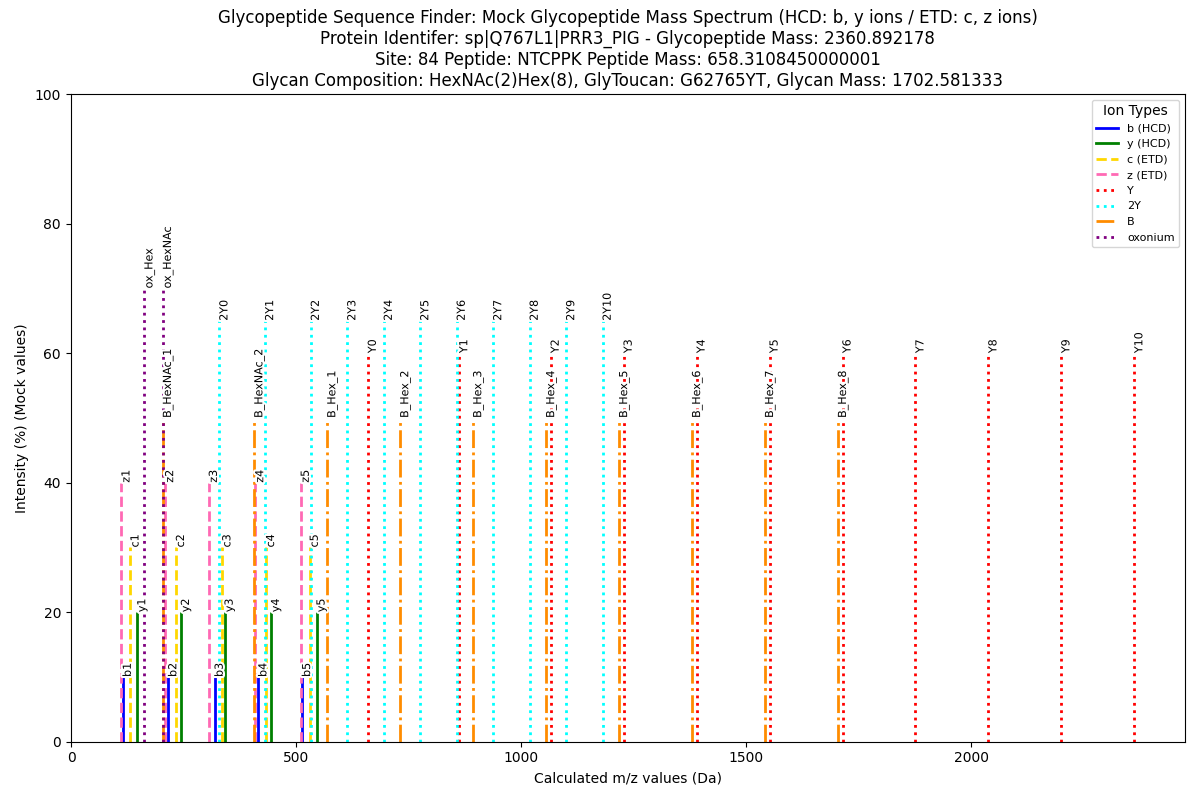 Glycopeptide Sequence Finder: Mock Glycopeptide Mass Spectrum (HCD: b, y ions / ETD: c, z ions)
Protein Identifer: sp|Q767L1|PRR3_PIG - Glycopeptide Mass: 2360.892178
Site: 84 Peptide: NTCPPK Peptide Mass: 658.3108450000001
Glycan Composition: HexNAc(2)Hex(8), GlyToucan: G62765YT, Glycan Mass: 1702.581333
100
80
60
40
20
0
Intensity (%) (Mock values)
Ion Types
b (HCD)
y (HCD)
c (ETD)
z (ETD)
Y
2Y
B
oxonium
ox_Hex
ox_HexNAc
2Y0
2Y1
2Y2
2Y3
2Y4
2Y5
2Y6
2Y7
2Y8
2Y9
2Y10
Y0
Y1
Y2
Y3
Y4
Y5
Y6
Y7
Y8
Y9
Y10
B_HexNAc_1
B_HexNAc_2
B_Hex_1
B_Hex_2
B_Hex_3
B_Hex_4
B_Hex_5
B_Hex_6
B_Hex_7
B_Hex_8
z1
z2
z3
z4
z5
c1
c2
c3
c4
c5
y1
y2
y3
y4
y5
b1
b2
b3
b4
b5
0
500
1000
1500
2000
Calculated m/z values (Da)